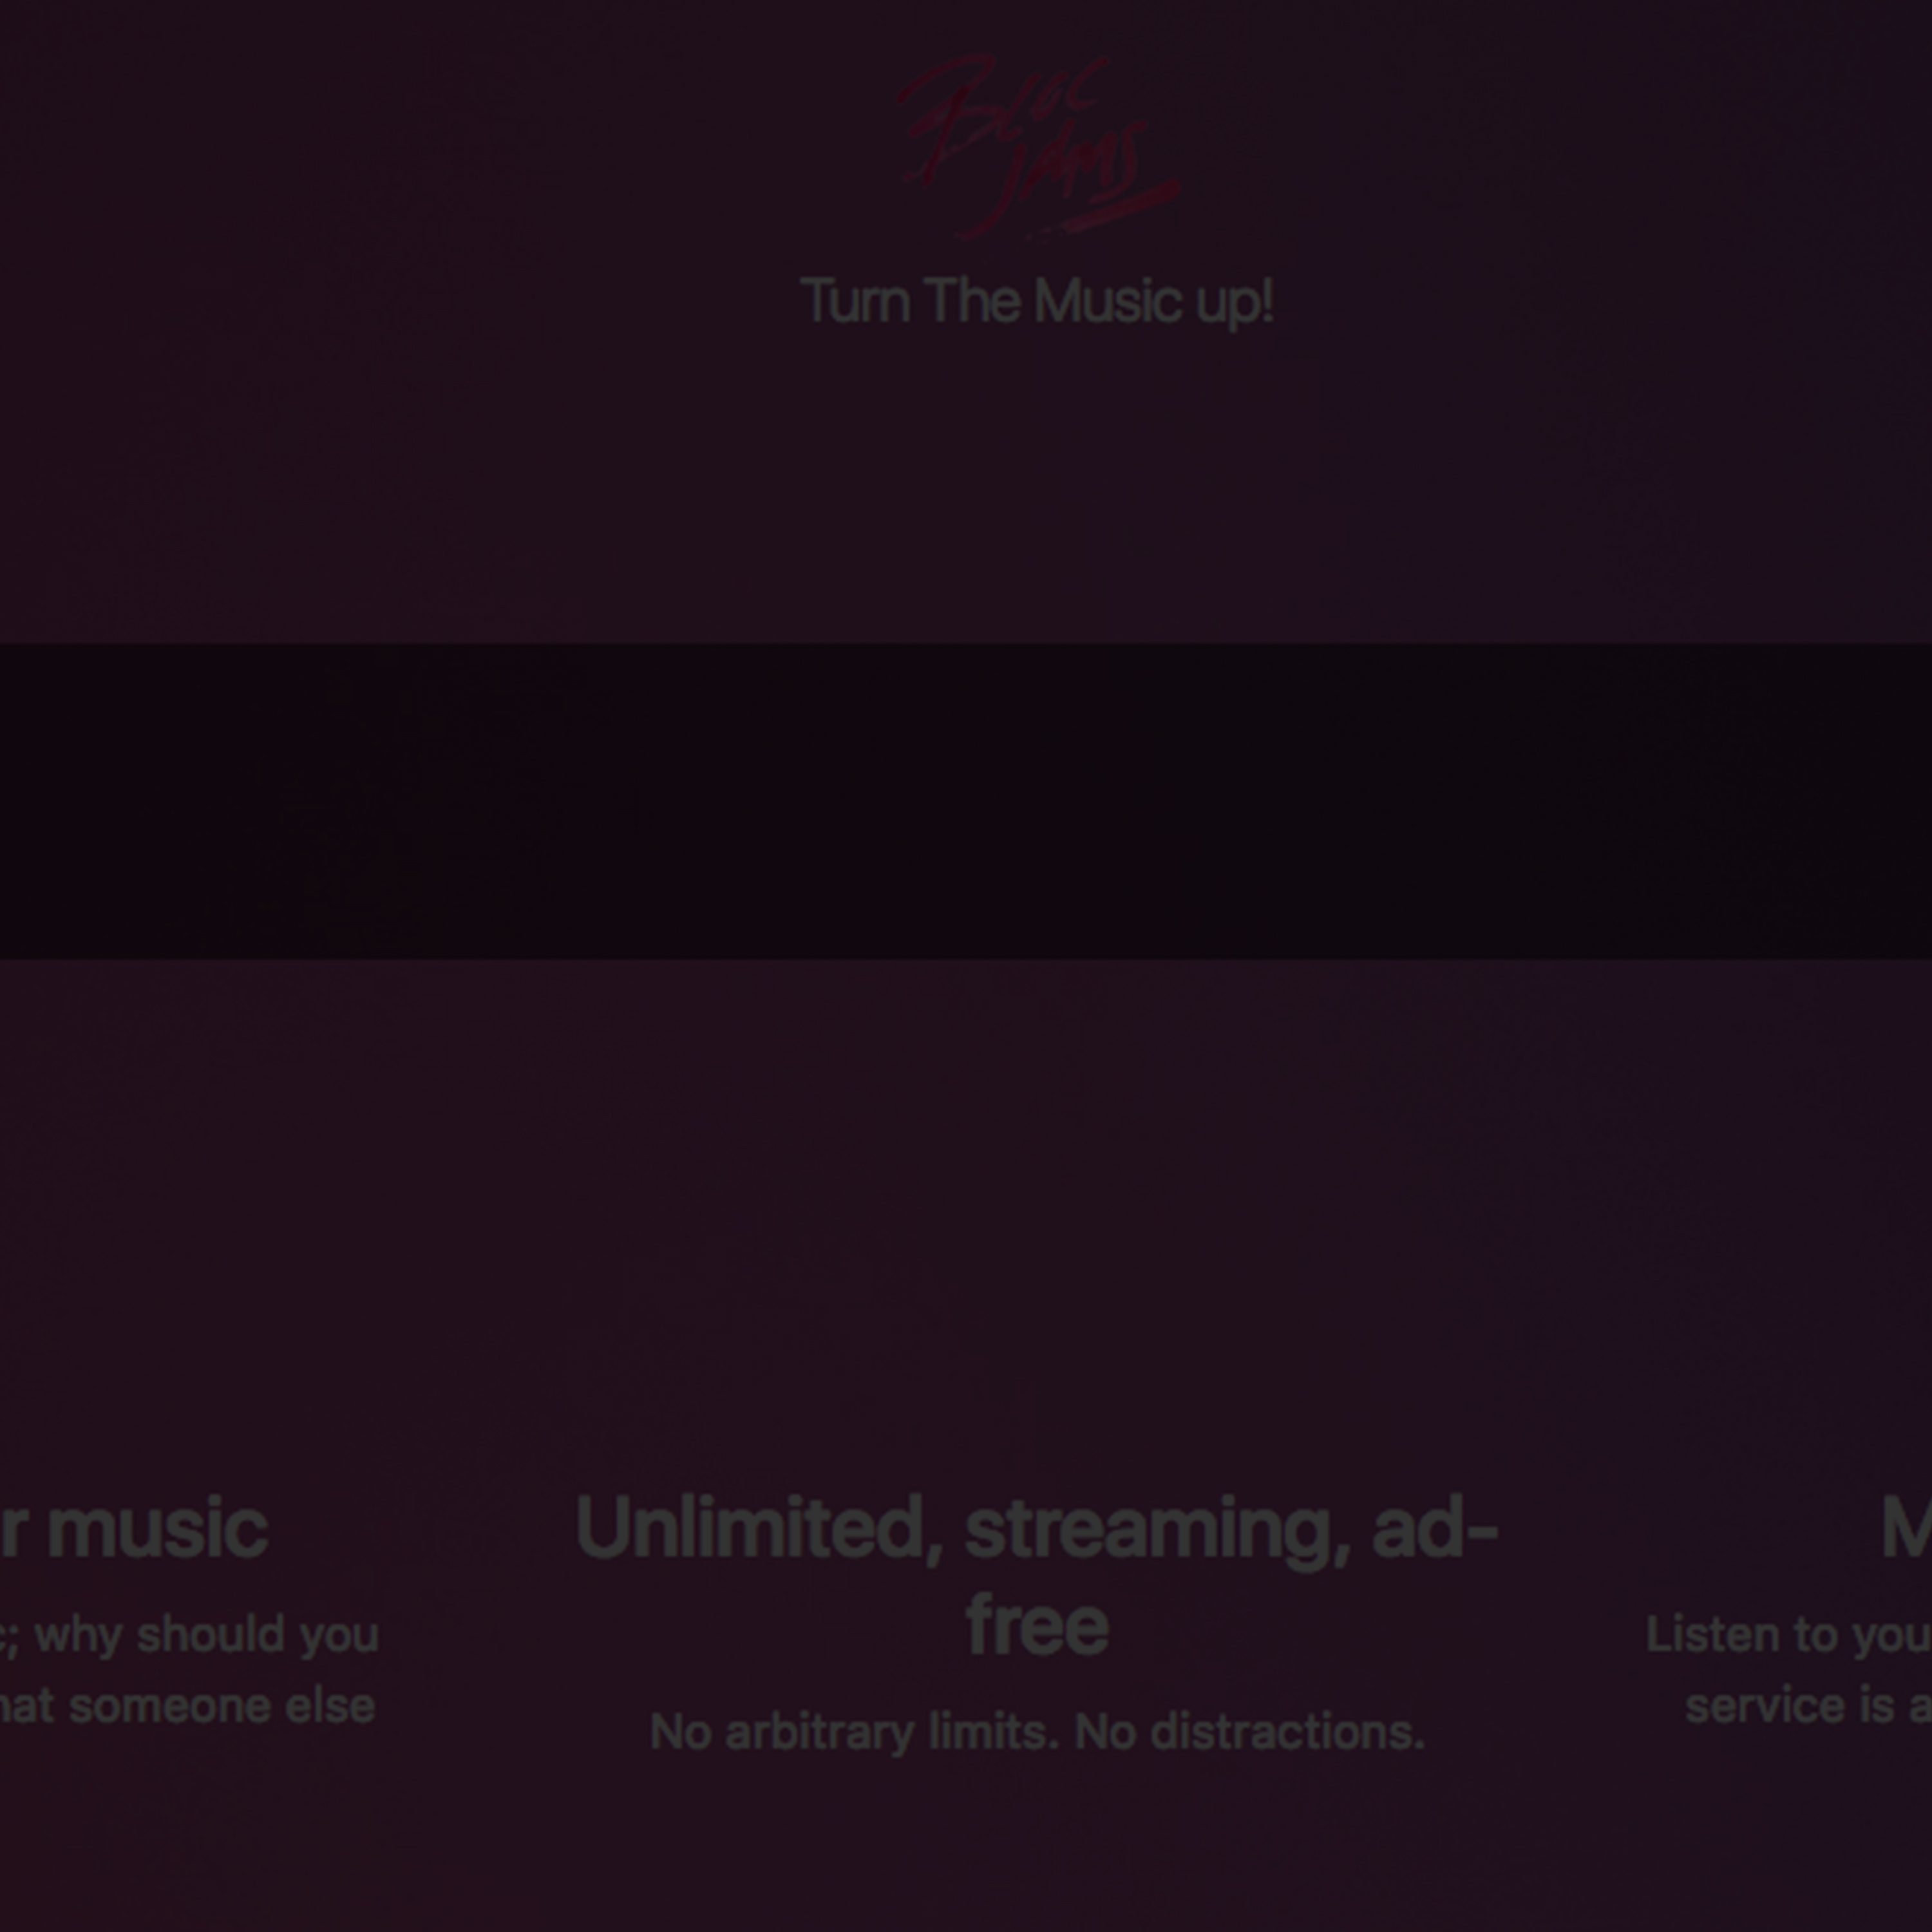 Bloc
Jams
Turn The Music up!
r music
Unlimited, streaming, ad-
free
; why should you
someone else
No arbitrary limits. No distractions.
M
Listen to you
service is a